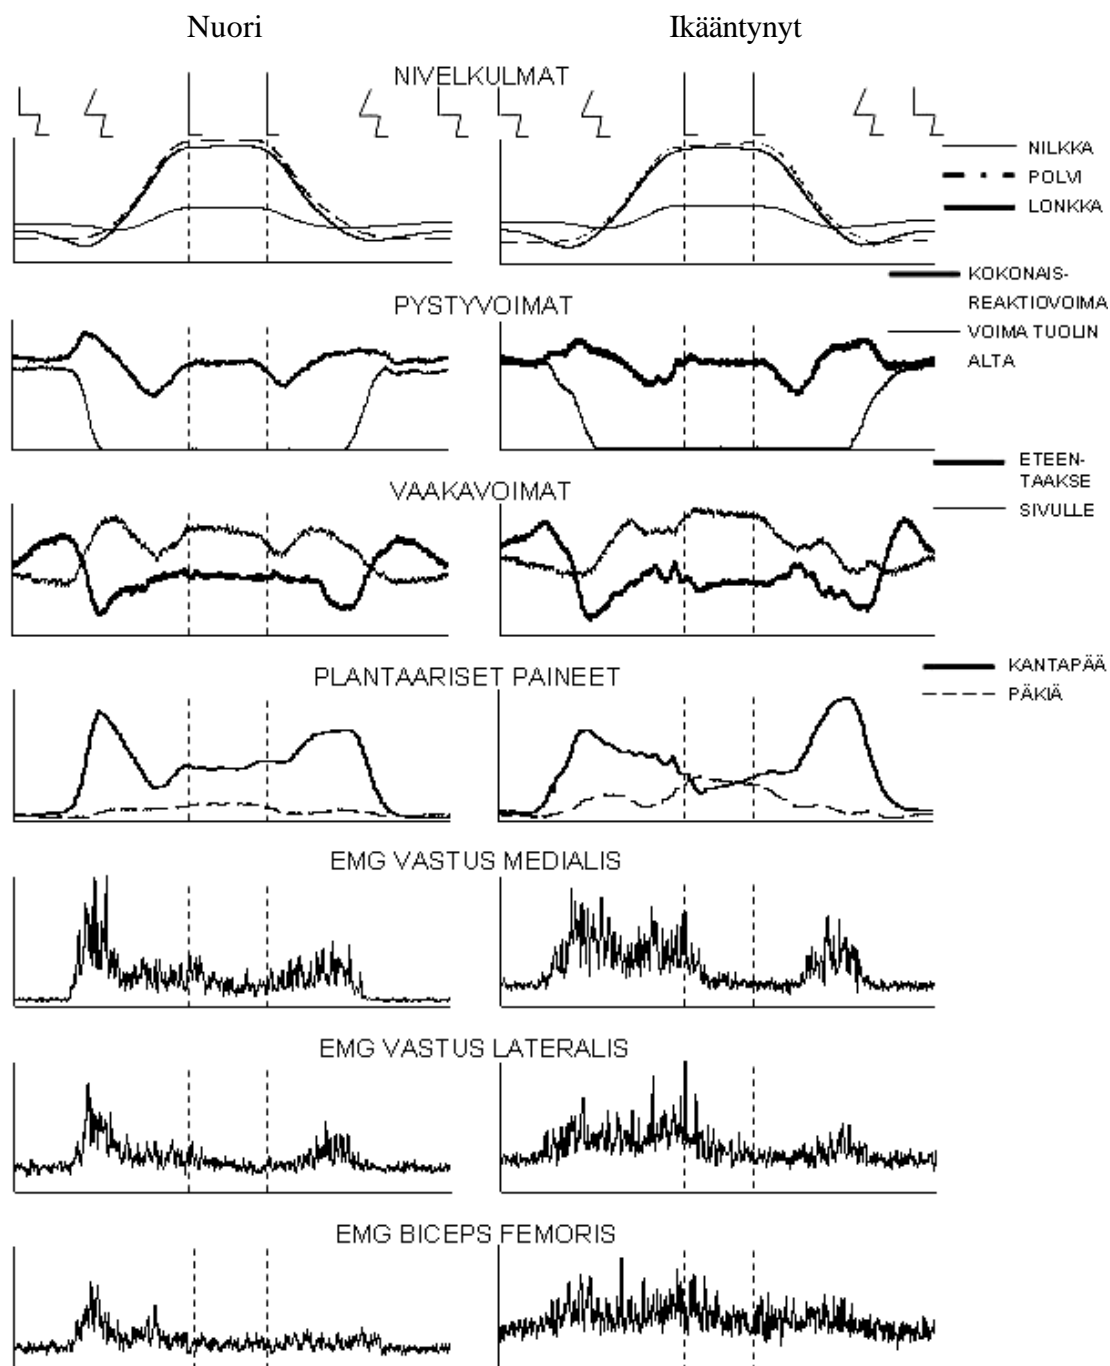 Nuori
Ikääntynyt
NIVELKULMAT
NILKKA
POLVI
LONKKA
PYSTYVOIMAT
KOKONAIS-
REAKTIOVOIMA
VOIMA TUOLIN
ALTA
VAAKAVOIMAT
ETEEN-
TAAKSE
SIVULLE
PLANTAARISET PAINEET
KANTAPÄÄ
PÄKIÄ
EMG VASTUS MEDIALIS
EMG VASTUS LATERALIS
EMG BICEPS FEMORIS